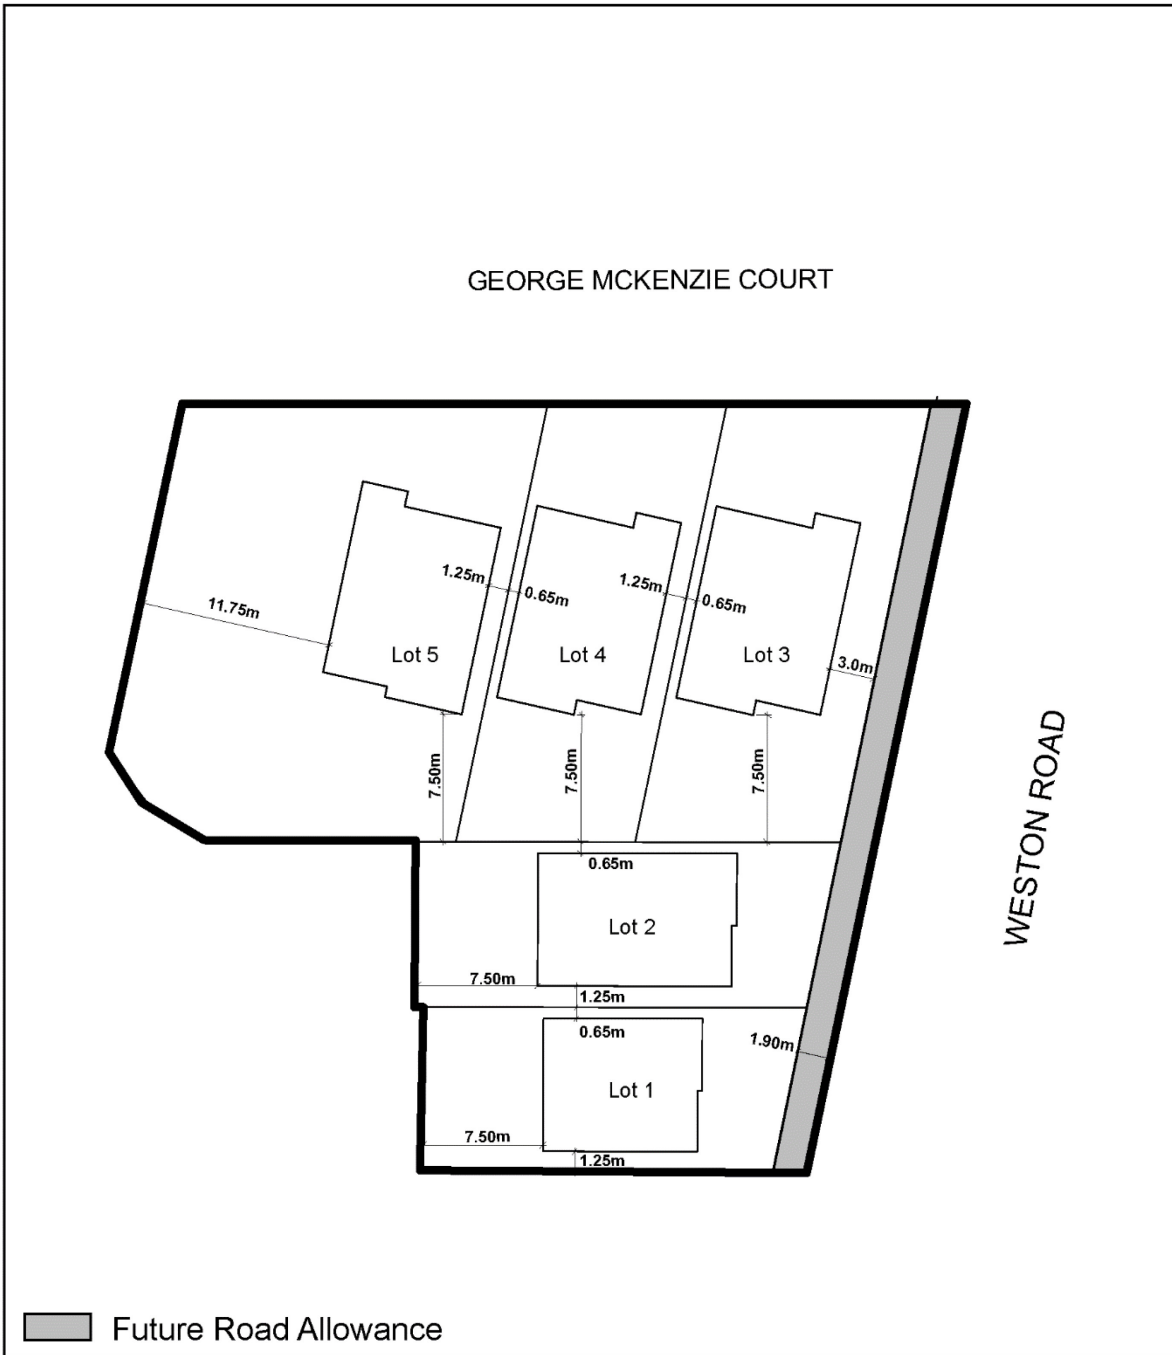 GEORGE MCKENZIE COURT
1.25m
0.65m
1.25m
0.65m
11.75m
Lot 5
Lot 4
Lot 3
3.0m
7.50m
7.50m
7.50m
WESTON ROAD
0.65m
Lot 2
7.50m
1.25m
0.65m
1.90m
Lot 1
7.50m
1.25m
Future Road Allowance